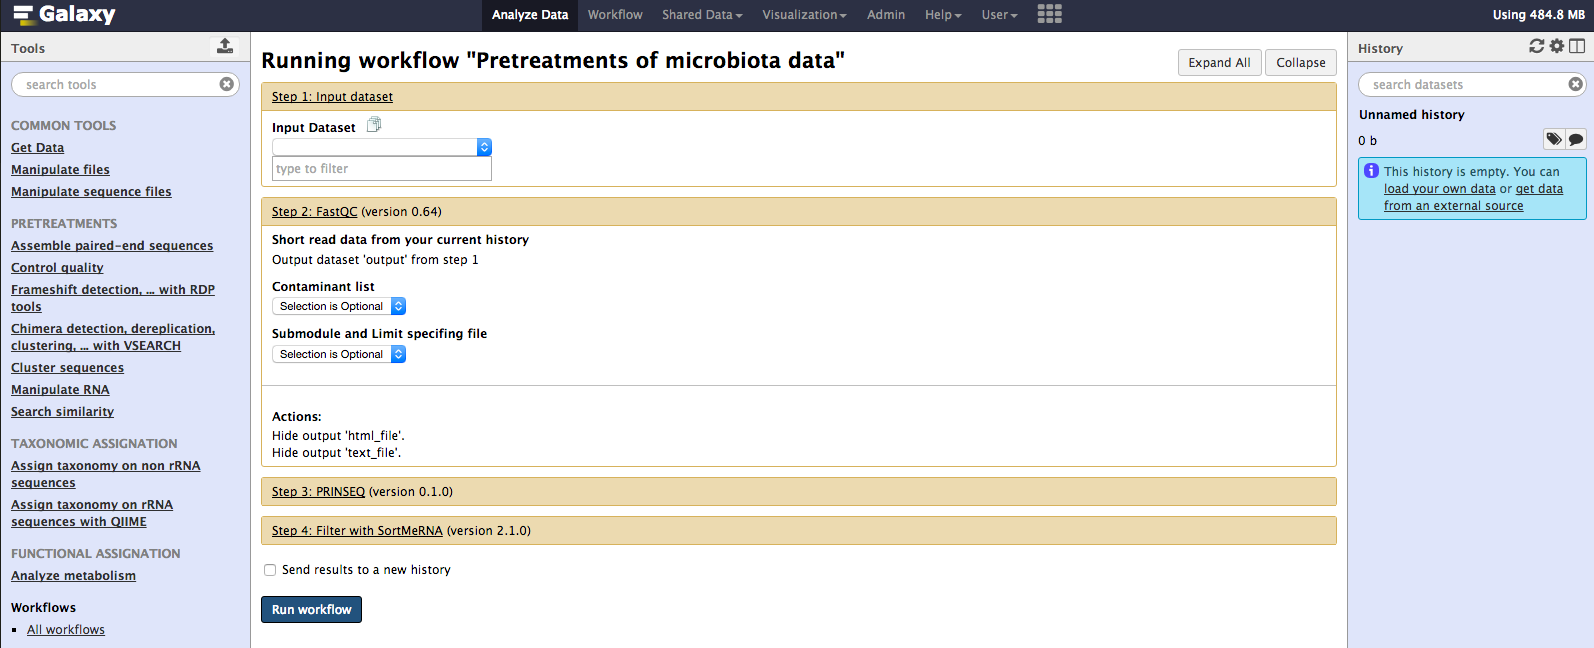 Galaxy
Analyze Data Workflow Shared Data Visualization Admin Help User
Using 484.8 MB
Tools
search tools
COMMON TOOLS
Get Data
Manipulate files
Manipulate sequence files
PRETREATMENTS
Assemble paired-end sequences
Control quality
Frameshift detection, ... with RDP
tools
Chimera detection, dereplication,
clustering, ... with VSEARCH
Cluster sequences
Manipulate RNA
Search similarity
TAXONOMIC ASSIGNATION
Assign taxonomy on non rRNA
sequences
Assign taxonomy on rRNA
sequences with QIIME
FUNCTIONAL ASSIGNATION
Analyze metabolism
Workflows
All workflows
Running workflow "Pretreatments of microbiota data"
Expand All Collapse
Step 1: Input dataset
Input Dataset
type to filter
Step 2: FastQC (version 0.64)
Short read data from your current history
Output dataset 'output' from step 1
Contaminant list
Selection is Optional
Submodule and Limit specifing file
Selection is Optional
Actions:
Hide output 'html_file'.
Hide output 'text_file'.
Step 3: PRINSEQ (version 0.1.0)
Step 4: Filter with SortMeRNA (version 2.1.0)
Send results to a new history
Run workflow
History
search datasets
Unnamed history
0 b
This history is empty. You can
load your own data or get data
from an external source